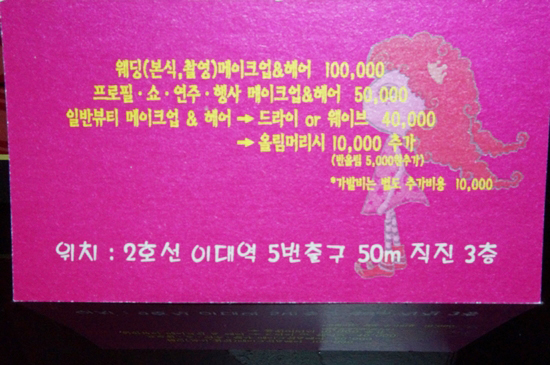 웨딩(본식,촬영)메이크업&헤어 100,000
프로필·쇼·연주·행사 메이크업&헤어 50,000
일반뷰티 메이크업 & 헤어 → 드라이 or 웨이브 40,000
→ 올림머리시 10,000 추가
(반올림 5,000원추가)
*가발비는 별도 추가비용 10,000
위치 : 2호선 이대역 5번출구 50m 직진 3층